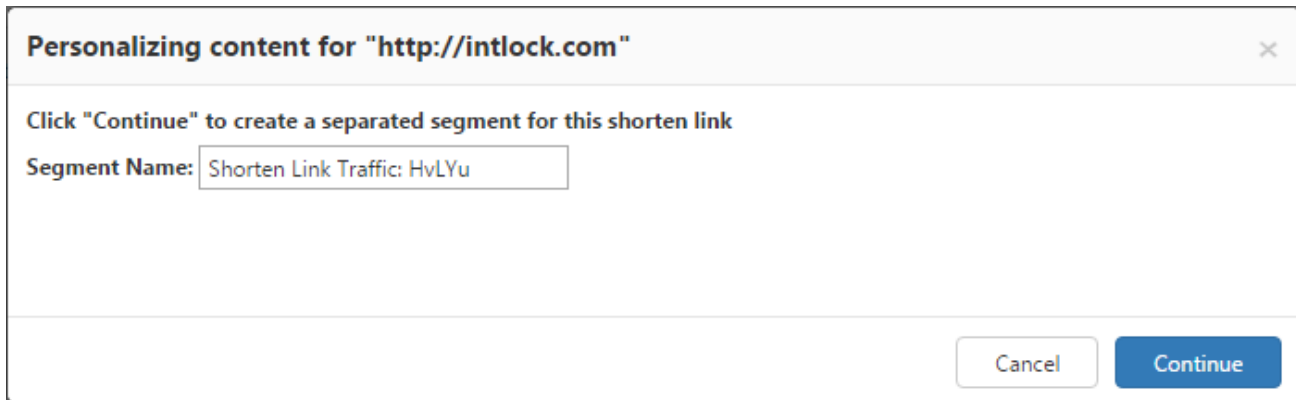 Personalizing content for "http://intlock.com"
×
Click "Continue" to create a separated segment for this shorten link
Segment Name: Shorten Link Traffic: HvLYu
Cancel Continue